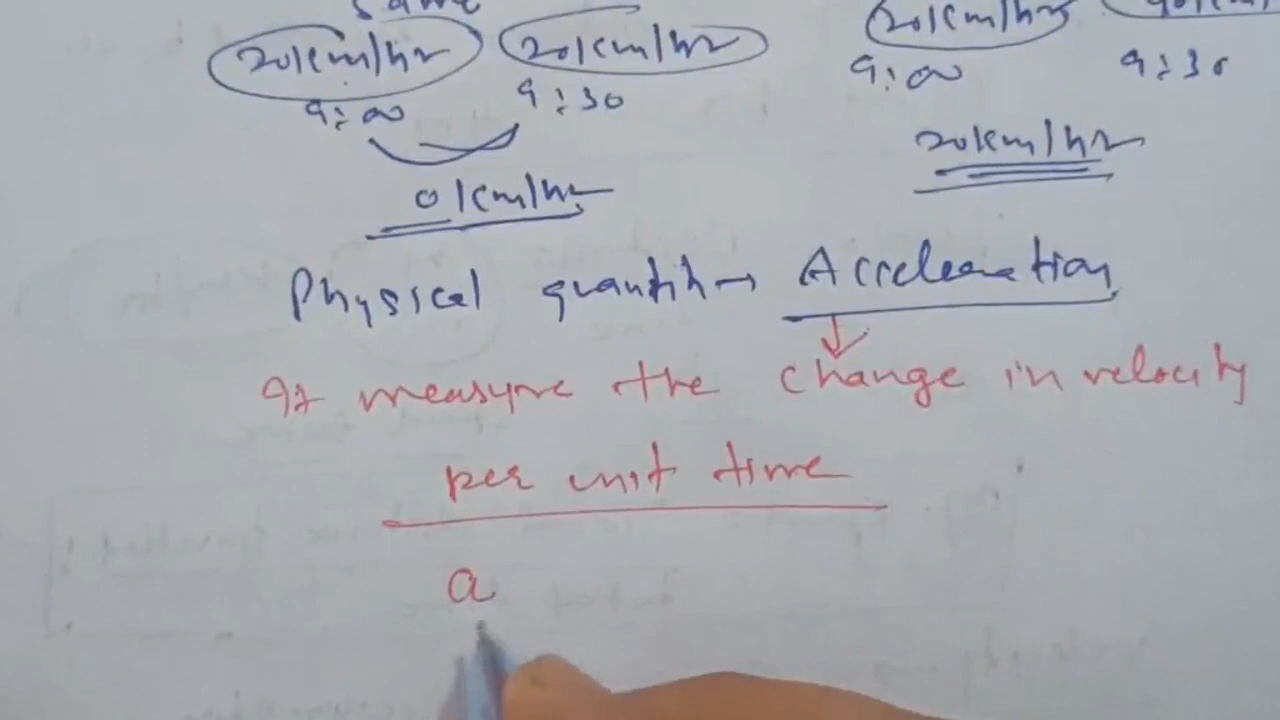 same
20km/hr 20km/hr 20km/hr
9:00 9:30 9:00 9:30
0km/hr 20km/hr
Physical quantity → Acceleration
It measure the change in velocity
per unit time
a